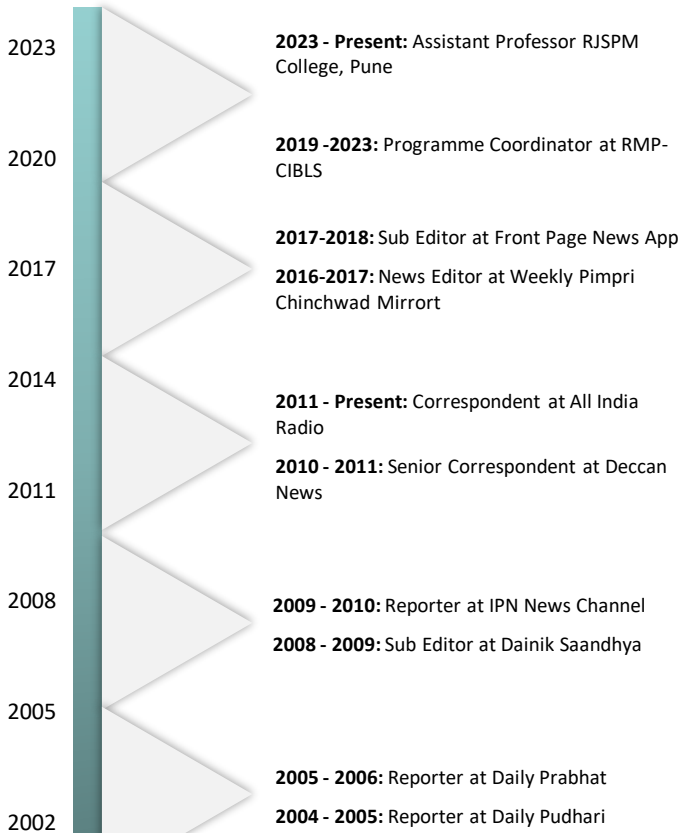 2023
2023 - Present: Assistant Professor RJSPM
College, Pune
2020
2019 -2023: Programme Coordinator at RMP-
CIBLS
2017
2017-2018: Sub Editor at Front Page News App
2016-2017: News Editor at Weekly Pimpri
Chinchwad Mirrort
2014
2011 - Present: Correspondent at All India
Radio
2011
2010 - 2011: Senior Correspondent at Deccan
News
2008
2009 - 2010: Reporter at IPN News Channel
2008 - 2009: Sub Editor at Dainik Saandhya
2005
2005 - 2006: Reporter at Daily Prabhat
2002
2004 - 2005: Reporter at Daily Pudhari